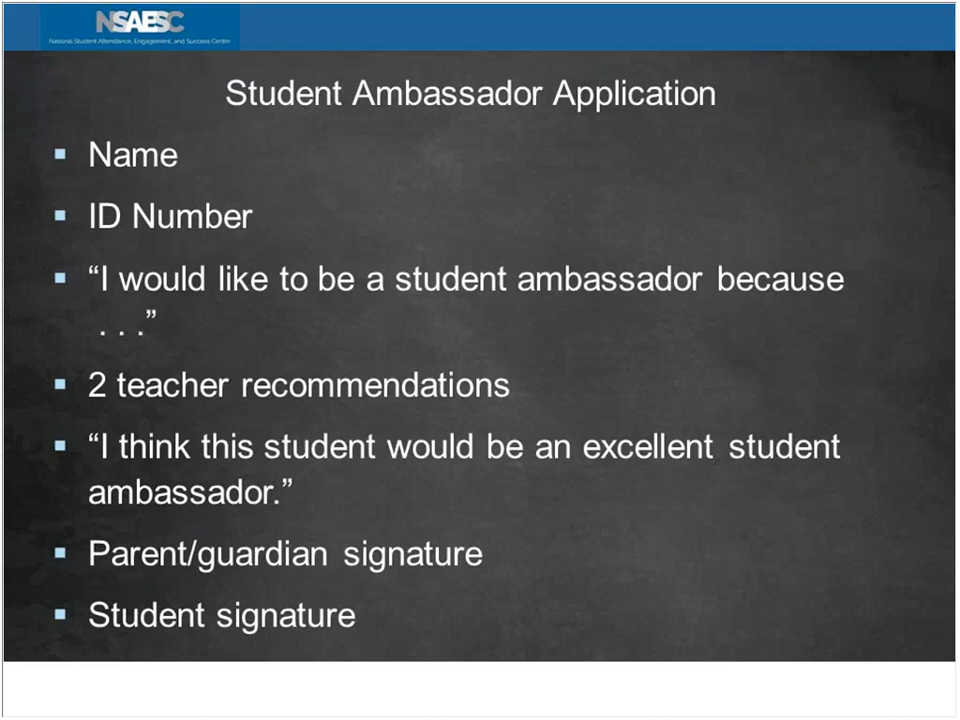 NSAESC
National Student Attendance, Engagement, and Success Center
Student Ambassador Application
▪ Name
▪ ID Number
▪ “I would like to be a student ambassador because
. . .”
▪ 2 teacher recommendations
▪ “I think this student would be an excellent student
ambassador.”
▪ Parent/guardian signature
▪ Student signature